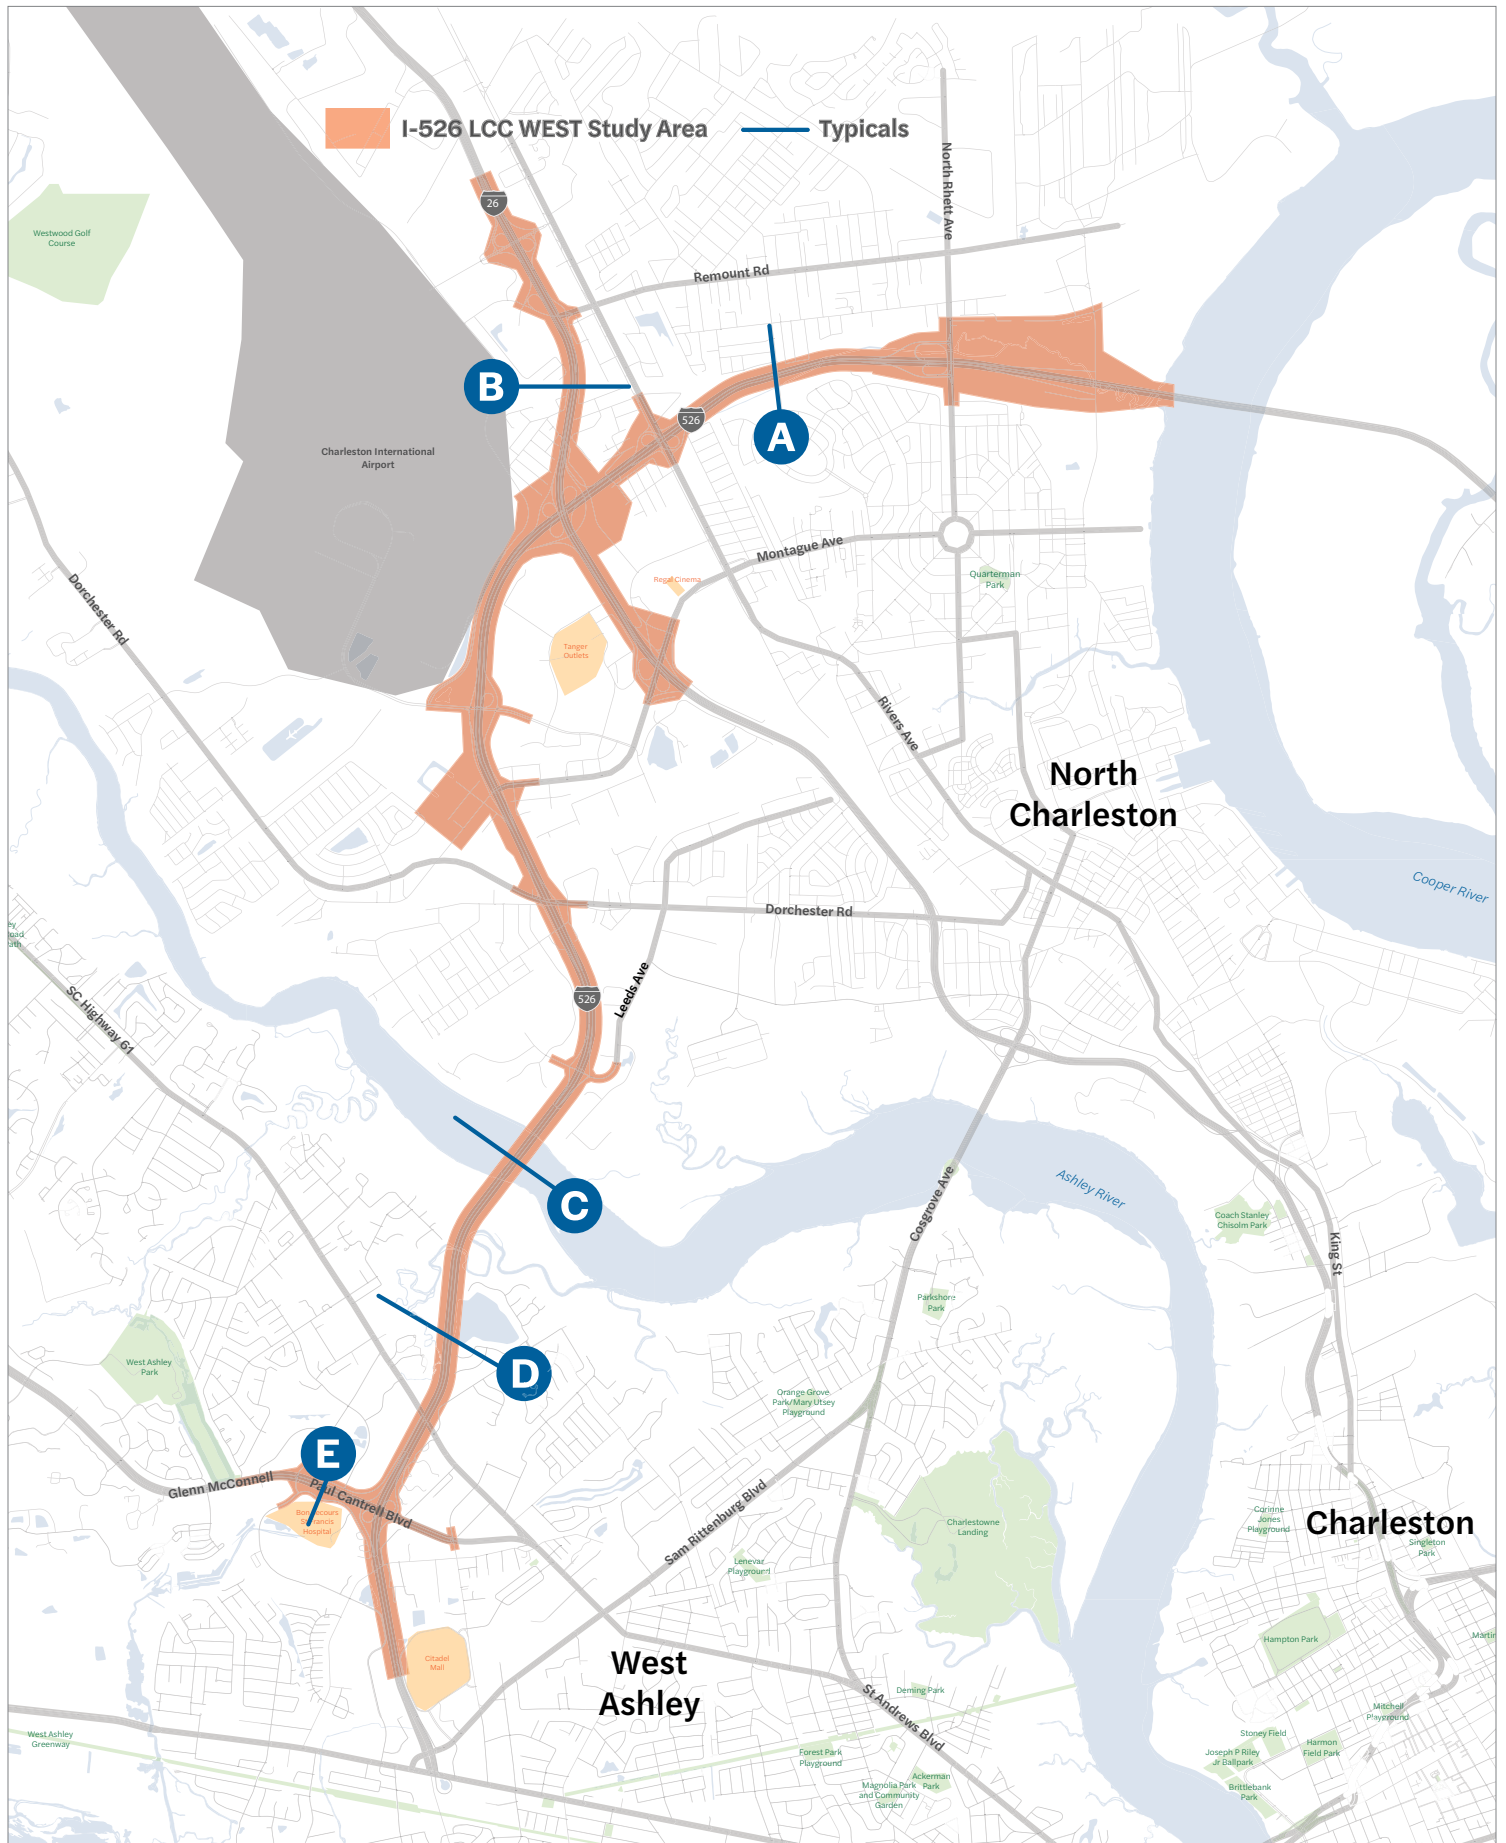 I-526 LCC WEST Study Area
Typicals
North Rhett Ave
26
Westwood Golf
Course
Remount Rd
B
526
A
Charleston International
Airport
Montague Ave
Regal Cinema
Quarterman
Park
Dorchester Rd
Tanger
Outlets
Rivers Ave
North
Charleston
Cooper River
Dorchester Rd
Leeds Ave
526
SC Highway 61
C
Ashley River
Cosgrove Ave
Coach Stanley
Chisolm Park
King St
Parkshore
Park
West Ashley
Park
D
Orange Grove
Park/Mary Utsey
Playground
E
Glenn McConnell
Paul Cantrell Blvd
Hospital
Sam Rittenburg Blvd
Charlestowne
Landing
Corinne
Jones
Playground
Charleston
Singleton
Park
Lenevar
Playground
Hampton Park
Citadel
Mall
West
Ashley
Deming Park
St Andrews Blvd
Mitchell
Playground
West Ashley
Greenway
Stoney Field
Harmon
Field Park
Joseph P Riley
Jr Ballpark
Forest Park
Playground
Ackerman
Park
Magnolia Park
and Community
Garden
Brittlebank
Park